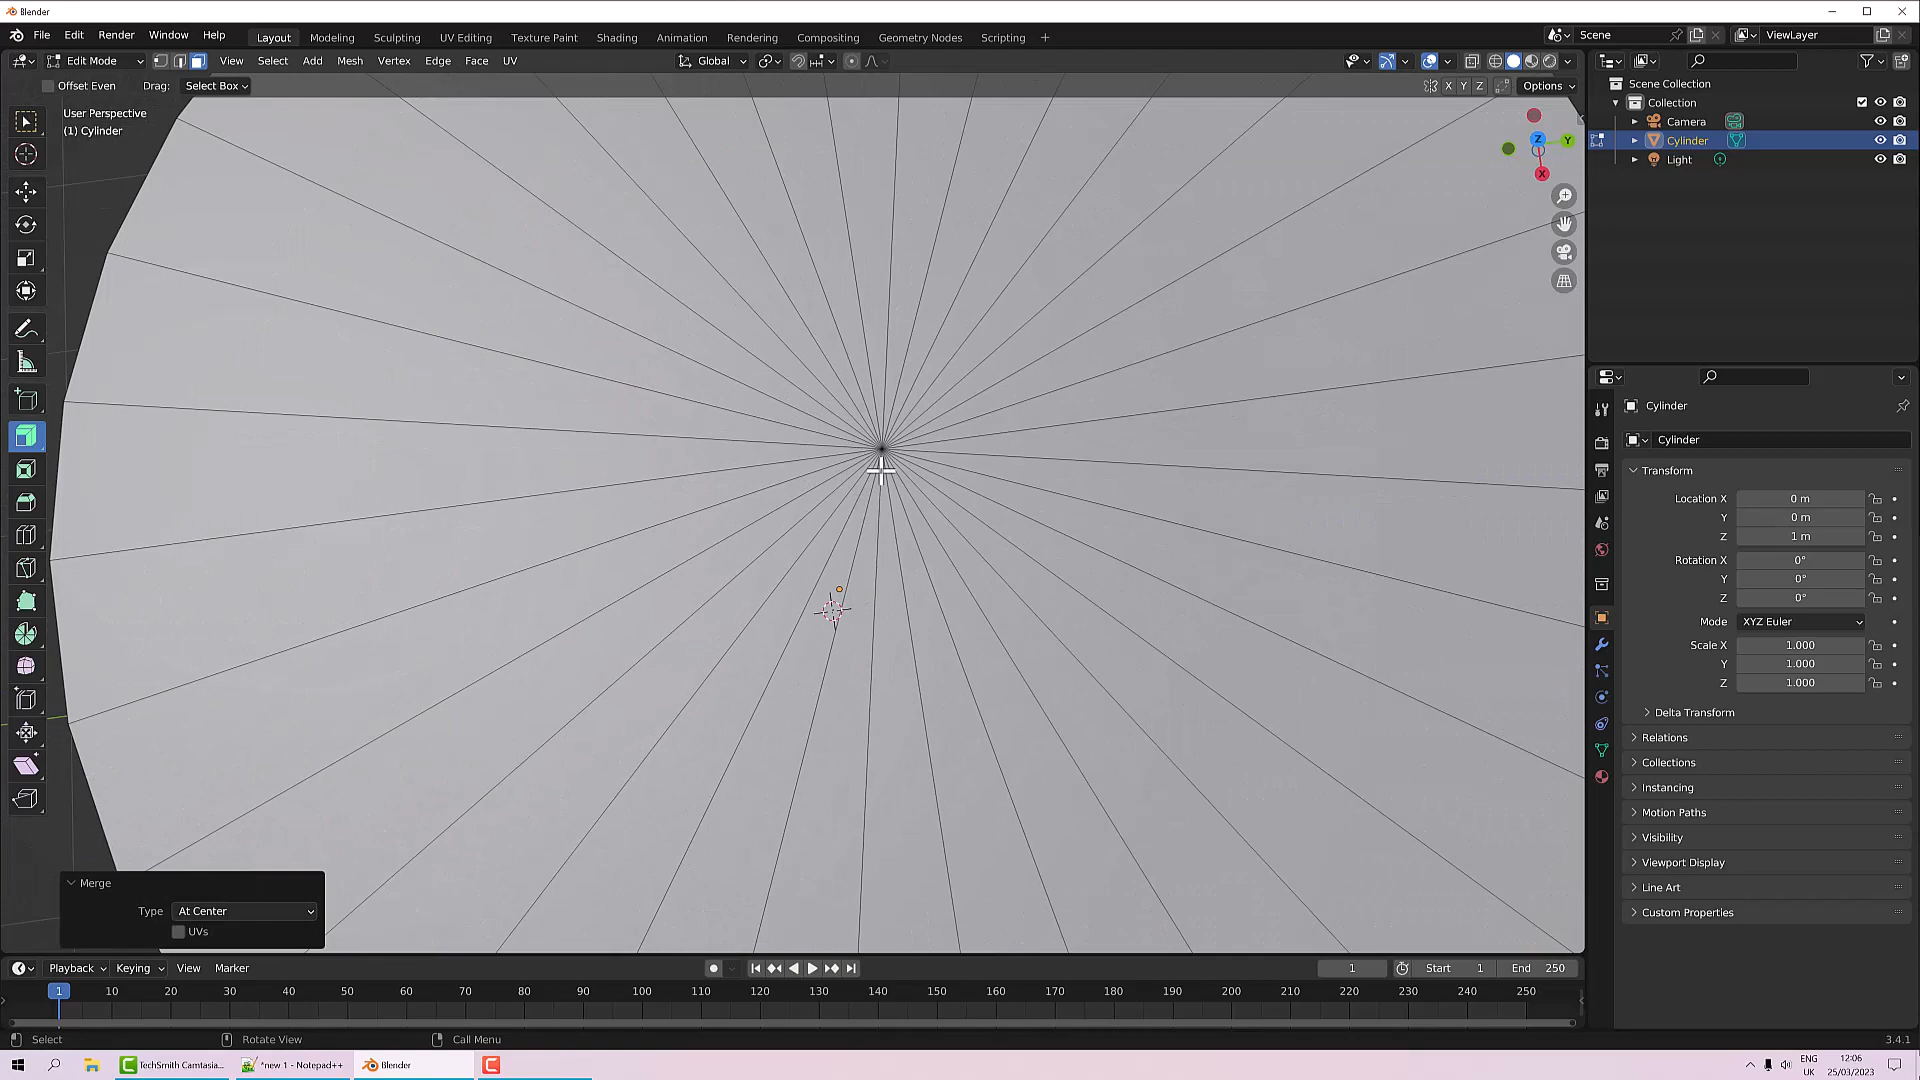 Blender
File Edit Render Window Help
Layout Modeling Sculpting UV Editing Texture Paint Shading Animation Rendering Compositing Geometry Nodes Scripting +
Scene
ViewLayer
Edit Mode
View Select Add Mesh Vertex Edge Face UV
Global
Offset Even Drag: Select Box
X Y Z Options
User Perspective
(1) Cylinder
Z
Y
X
Scene Collection
Collection
Camera
Cylinder
Light
Cylinder
Cylinder
Transform
Location X 0 m
Y 0 m
Z 1 m
Rotation X 0°
Y 0°
Z 0°
Mode XYZ Euler
Scale X 1.000
Y 1.000
Z 1.000
Delta Transform
Relations
Collections
Instancing
Motion Paths
Visibility
Viewport Display
Line Art
Custom Properties
Merge
Type At Center
UVs
Playback Keying View Marker
1 Start 1 End 250
1 10 20 30 40 50 60 70 80 90 100 110 120 130 140 150 160 170 180 190 200 210 220 230 240 250
Select Rotate View Call Menu 3.4.1
TechSmith Camtasia... *new 1 - Notepad++ Blender
ENG
UK
12:06
25/03/2023